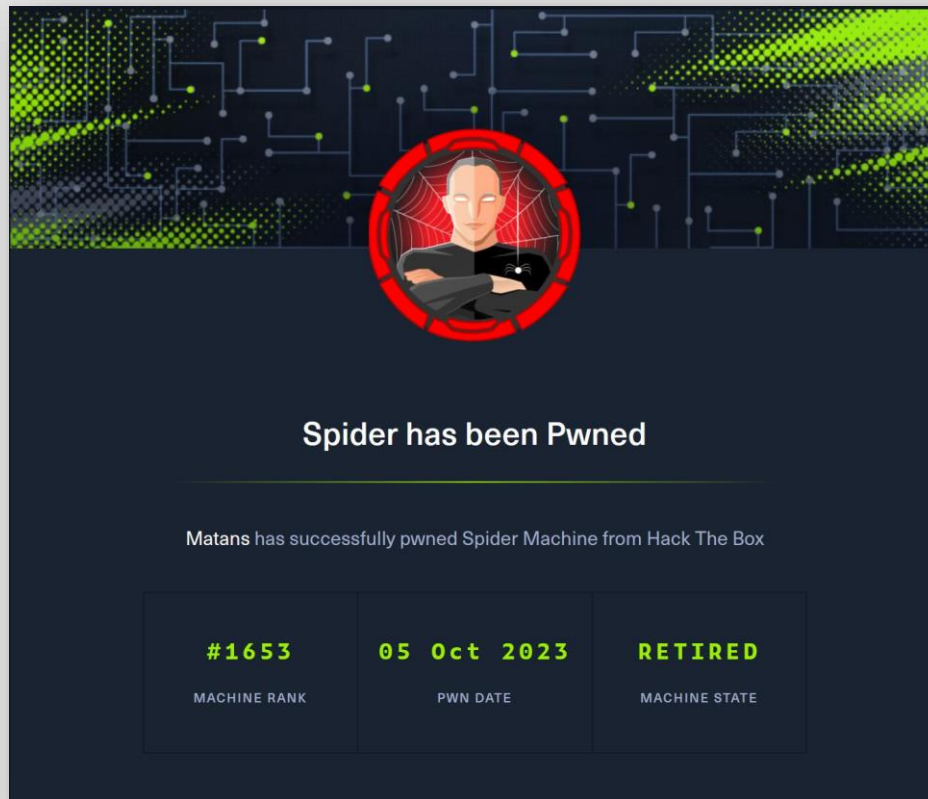 Spider has been Pwned
Matans has successfully pwned Spider Machine from Hack The Box
#1653
MACHINE RANK
05 Oct 2023
PWN DATE
RETIRED
MACHINE STATE